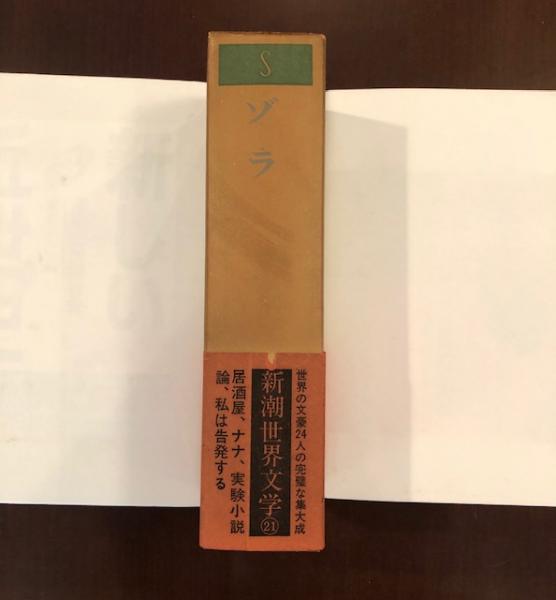 S
ゾラ
世界の文豪24人の完璧な集大成
新潮世界文学㉑
居酒屋、ナナ、実験小説
論、私は告発する